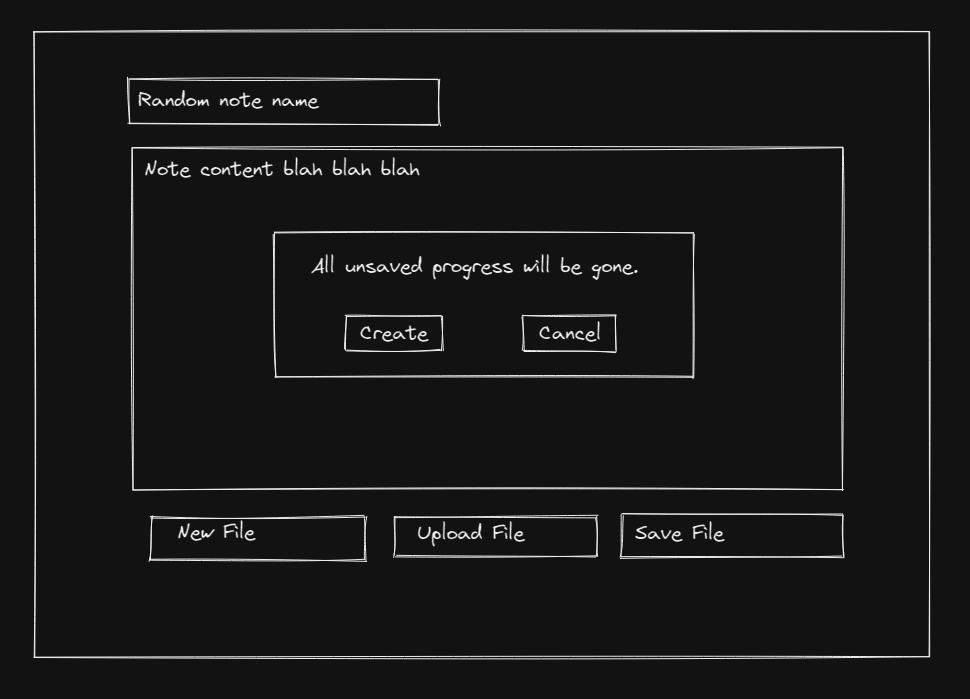 Random note name
Note content blah blah blah
All unsaved progress will be gone.
Create
Cancel
New File
Upload File
Save File